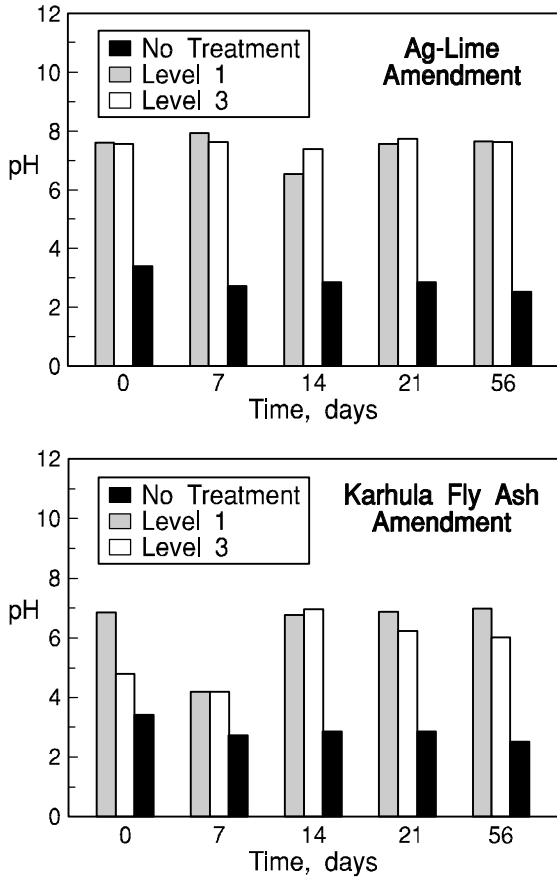 12
10
8
6
4
2
0
pH
No Treatment
Level 1
Level 3
Ag-Lime
Amendment
0 7 14 21 56
Time, days
12
10
8
6
4
2
0
pH
No Treatment
Level 1
Level 3
Karhula Fly Ash
Amendment
0 7 14 21 56
Time, days